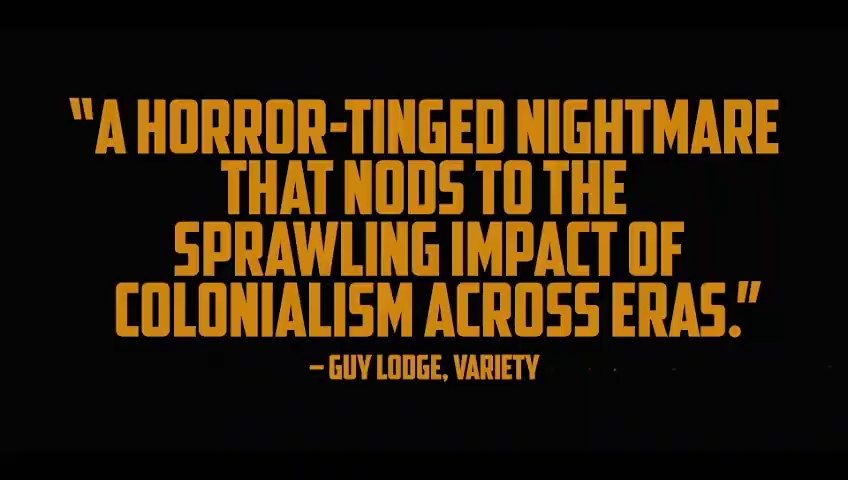 “A HORROR-TINGED NIGHTMARE
THAT NODS TO THE
SPRAWLING IMPACT OF
COLONIALISM ACROSS ERAS.”
– GUY LODGE, VARIETY